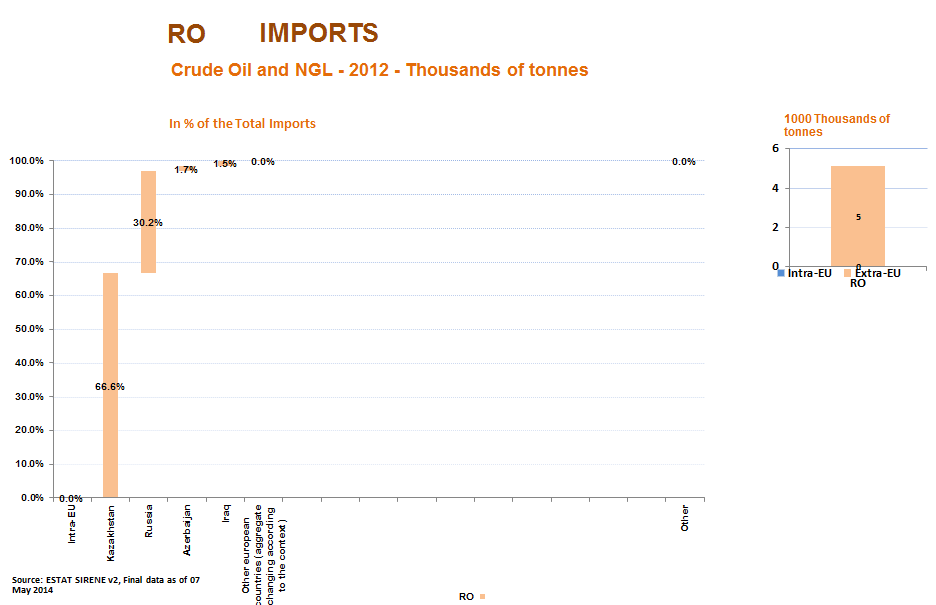 RO IMPORTS
Crude Oil and NGL - 2012 - Thousands of tonnes
In % of the Total Imports
100.0%
90.0%
80.0%
70.0%
60.0%
50.0%
40.0%
30.0%
20.0%
10.0%
0.0%
0.0%
66.6%
30.2%
1.7%
1.5%
0.0%
0.0%
Intra-EU
Kazakhstan
Russia
Azerbaijan
Iraq
Other european
countries (aggregate
changing according
to the context)
Other
RO
Source: ESTAT SIRENE v2, Final data as of 07
May 2014
1000 Thousands of
tonnes
6
4
2
0
5
0
Intra-EU Extra-EU
RO